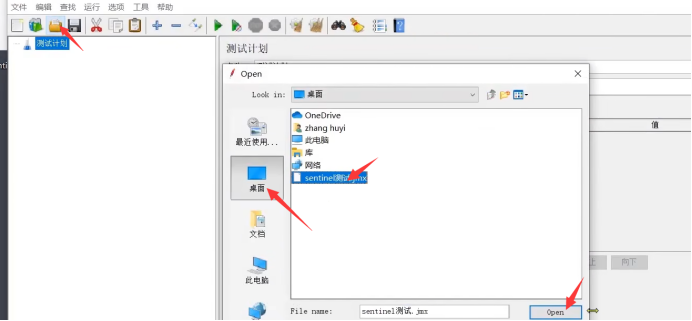 文件 编辑 查找 运行 选项 工具 帮助
测试计划
测试计划
Open
Look in: 桌面
OneDrive
zhang huyi
此电脑
库
网络
sentinel测试.jmx
最近使用...
桌面
文档
此电脑
值
向下
File name: sentinel测试.jmx
Open